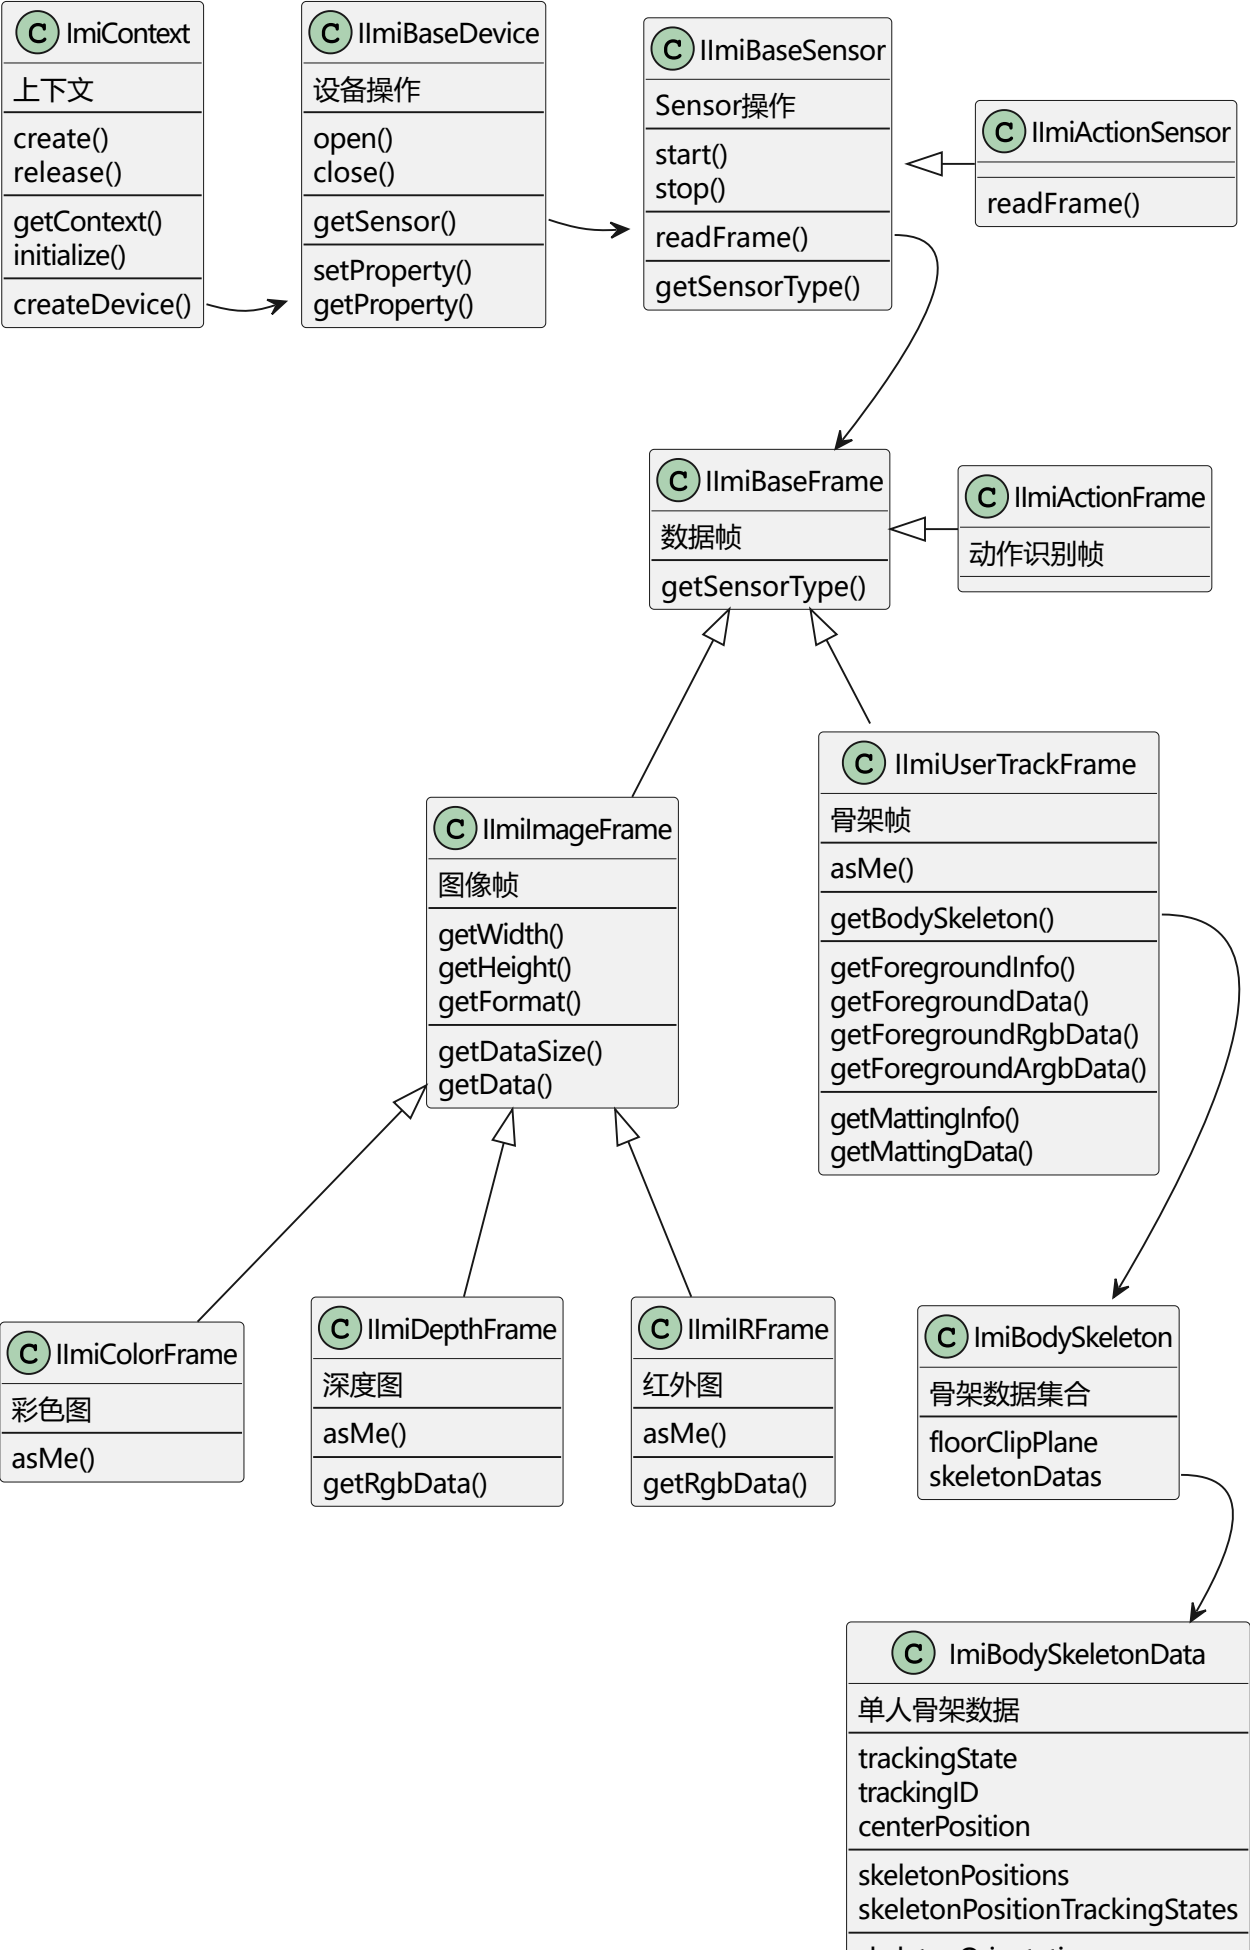 C ImiContext
上下文
create()
release()
getContext()
initialize()
createDevice()
C IImiBaseDevice
设备操作
open()
close()
getSensor()
setProperty()
getProperty()
C IImiBaseSensor
Sensor操作
start()
stop()
readFrame()
getSensorType()
C IImiActionSensor
readFrame()
C IImiBaseFrame
数据帧
getSensorType()
C IImiActionFrame
动作识别帧
C IImiImageFrame
图像帧
getWidth()
getHeight()
getFormat()
getDataSize()
getData()
C IImiUserTrackFrame
骨架帧
asMe()
getBodySkeleton()
getForegroundInfo()
getForegroundData()
getForegroundRgbData()
getForegroundArgbData()
getMattingInfo()
getMattingData()
C IImiColorFrame
彩色图
asMe()
C IImiDepthFrame
深度图
asMe()
getRgbData()
C IImiIRFrame
红外图
asMe()
getRgbData()
C ImiBodySkeleton
骨架数据集合
floorClipPlane
skeletonDatas
C ImiBodySkeletonData
单人骨架数据
trackingState
trackingID
centerPosition
skeletonPositions
skeletonPositionTrackingStates